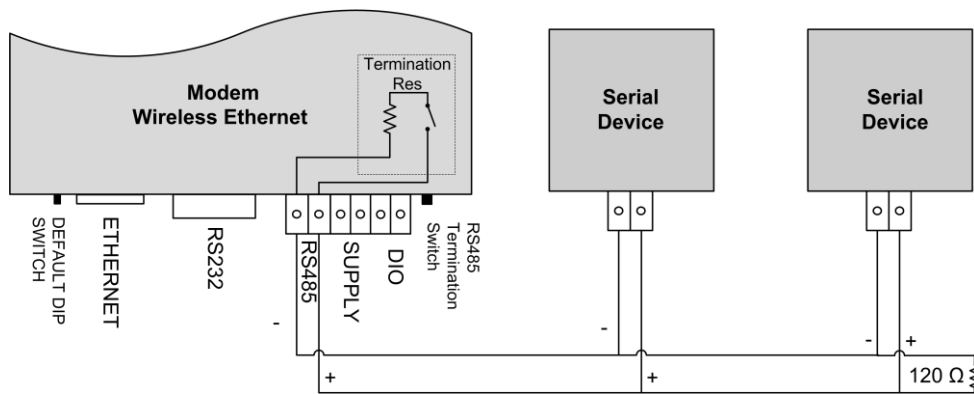 Termination
Res
Modem
Wireless Ethernet
Serial
Device
Serial
Device
DEFAULT DIP
SWITCH
ETHERNET
RS232
RS485
SUPPLY
DIO
RS485
Termination
Switch
-
+
-
+
-
+
120 Ω